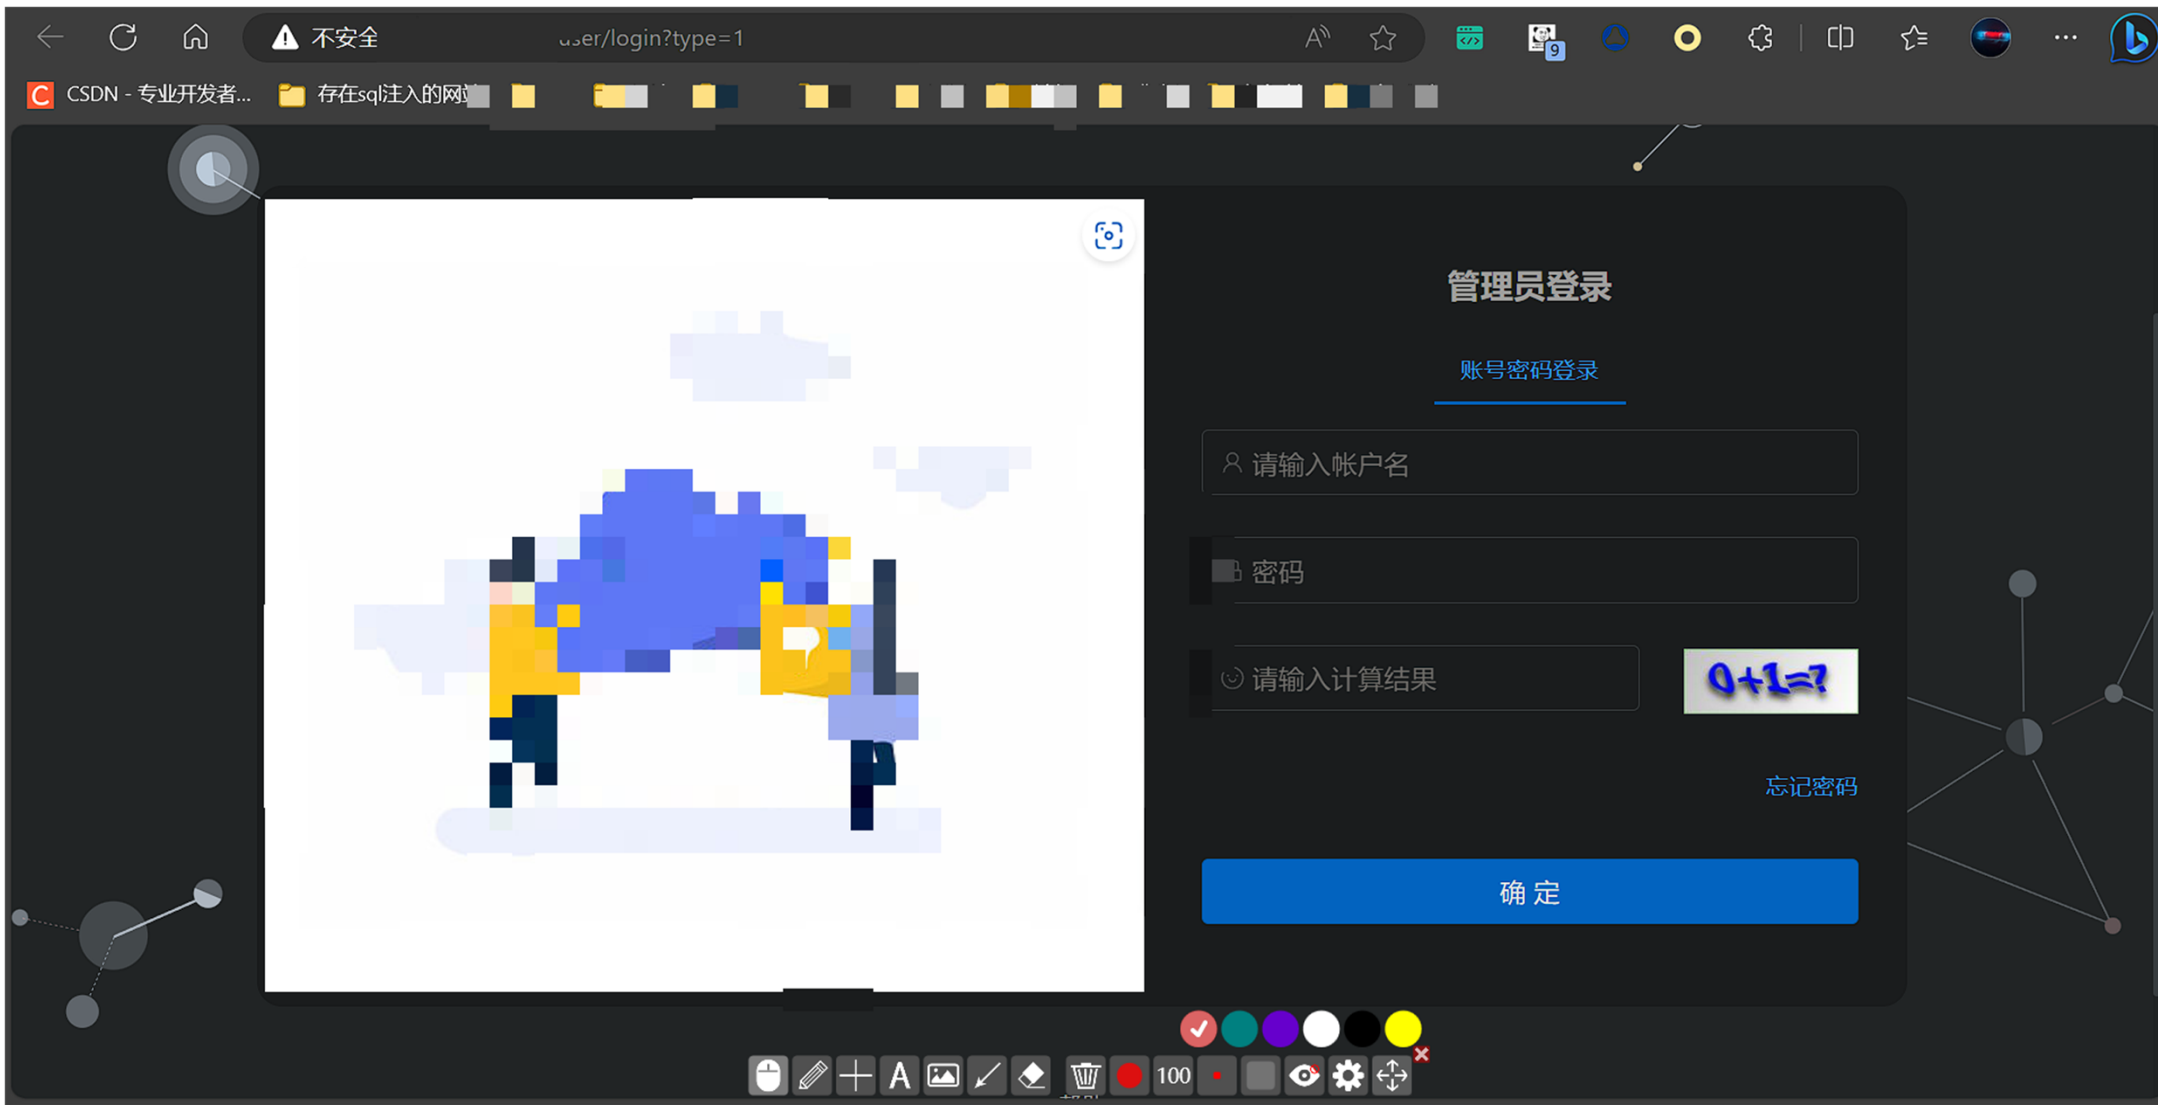 不安全
user/login?type=1
9
CSDN - 专业开发者...
存在sql注入的网站
管理员登录
账号密码登录
请输入帐户名
密码
请输入计算结果
0+1=?
忘记密码
确 定
A
100